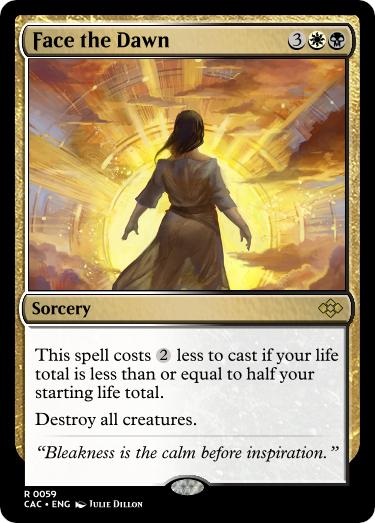 Face the Dawn 3
Sorcery
This spell costs 2 less to cast if your life
total is less than or equal to half your
starting life total.
Destroy all creatures.
“Bleakness is the calm before inspiration.”
R 0059
CAC • ENG JULIE DILLON